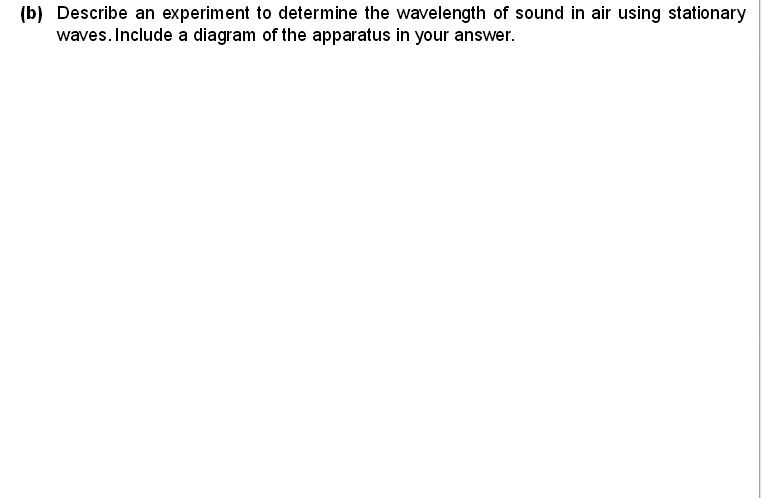 (b) Describe an experiment to determine the wavelength of sound in air using stationary
waves. Include a diagram of the apparatus in your answer.